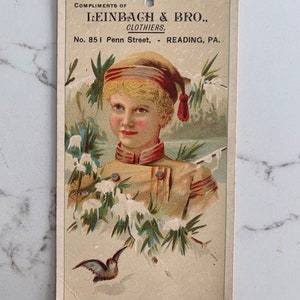 COMPLIMENTS OF
LEINBACH & BRO.,
CLOTHIERS,
No. 851 Penn Street, - READING, PA.